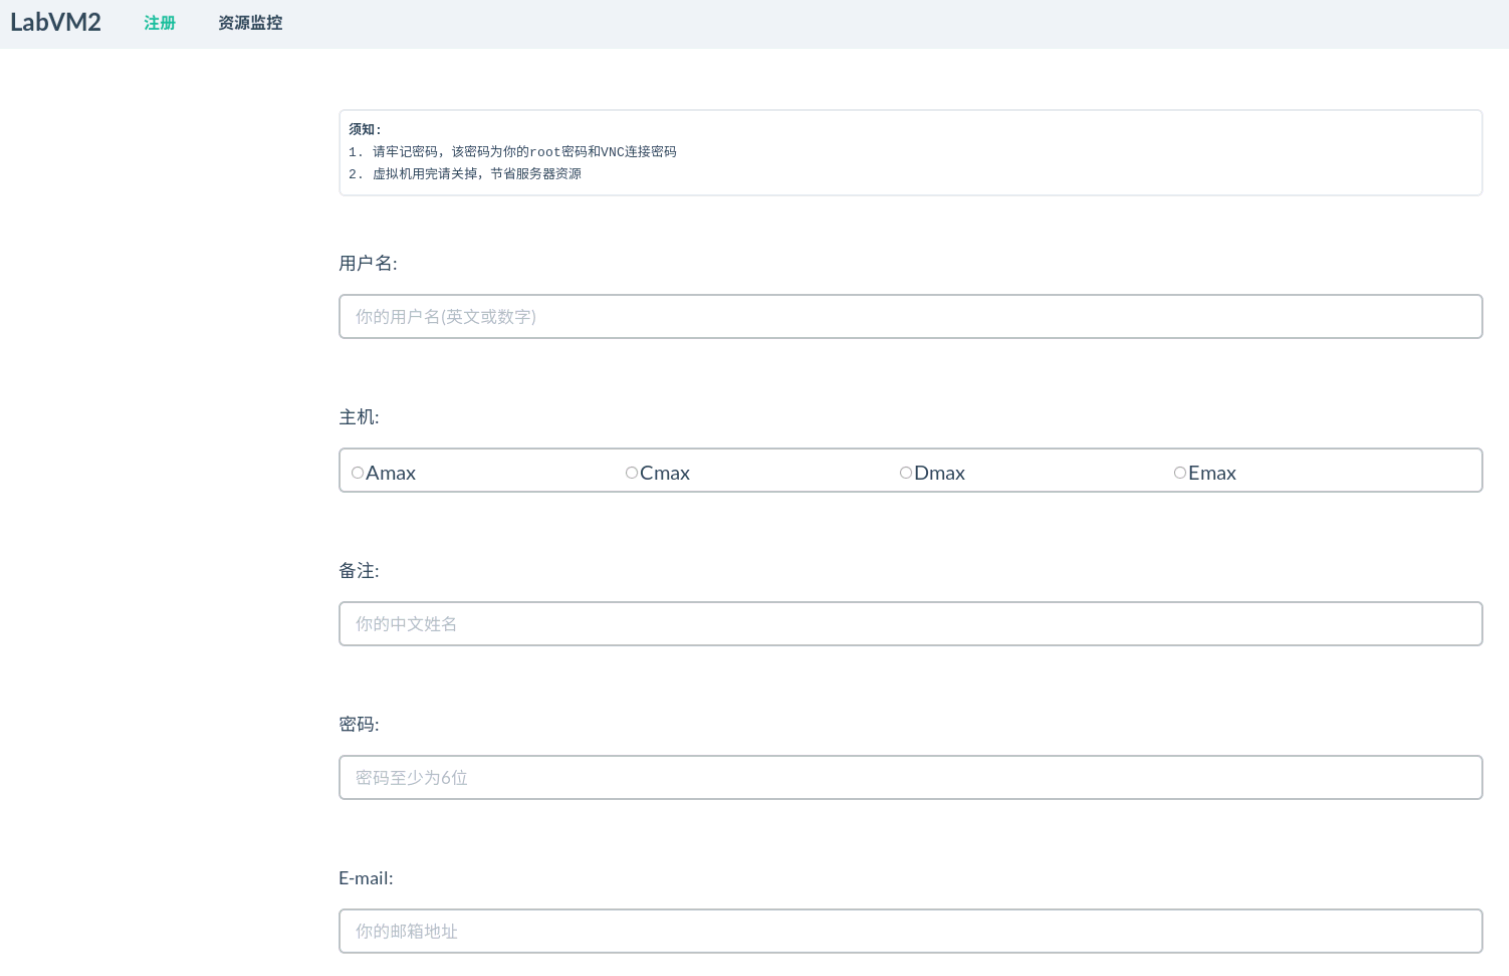 LabVM2 注册 资源监控
须知:
1. 请牢记密码，该密码为你的root密码和VNC连接密码
2. 虚拟机用完请关掉，节省服务器资源
用户名:
你的用户名(英文或数字)
主机:
Amax Cmax Dmax Emax
备注:
你的中文姓名
密码:
密码至少为6位
E-mail:
你的邮箱地址